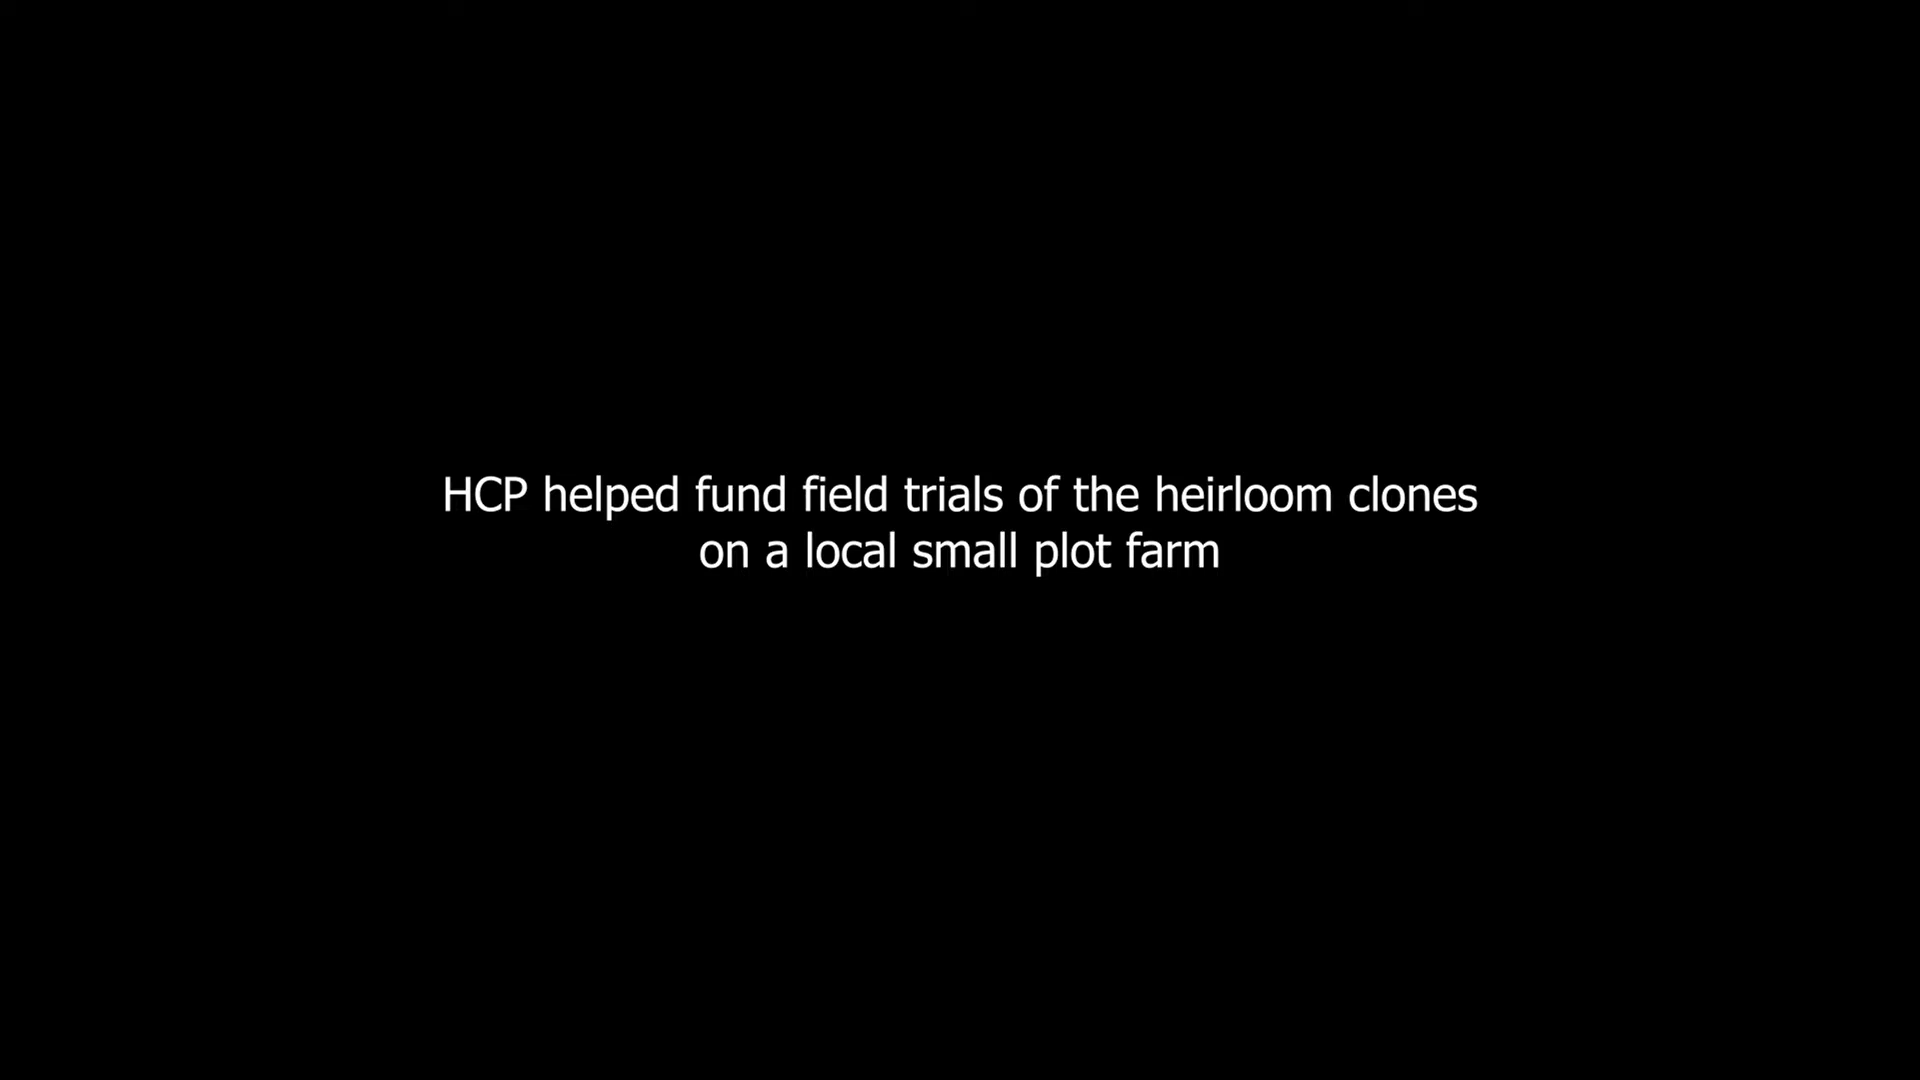 HCP helped fund field trials of the heirloom clones
on a local small plot farm